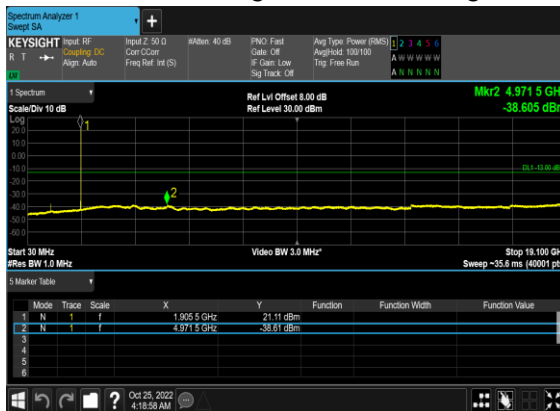 Spectrum Analyzer 1
Swept SA
KEYSIGHT Input: RF Input Z: 50 Ω #Atten: 40 dB PNO: Fast Avg Type: Power (RMS) 1 2 3 4 5 6
R T Coupling: DC Corr CCorr Gate: Off Avg|Hold: 100/100 A W W W W W
Align: Auto Freq Ref: Int (S) IF Gain: Low Trig: Free Run A N N N N N
Sig Track: Off
1 Spectrum
Ref Lvl Offset 8.00 dB Mkr2 4.971 5 GH
Scale/Div 10 dB Ref Level 30.00 dBm -38.605 dB
Log
20.0
10.0
0.00
-10.0
DL1 -13.00 dB
-20.0
-30.0
-40.0
-50.0
-60.0
1
2
Start 30 MHz Video BW 3.0 MHz* Stop 19.100 GH
#Res BW 1.0 MHz Sweep ~35.6 ms (40001 pt
5 Marker Table
Mode Trace Scale X Y Function Function Width Function Value
1 N 1 f 1.905 5 GHz 21.11 dBm
2 N 1 f 4.971 5 GHz -38.61 dBm
3
4
5
6
? Oct 25, 2022
4:18:58 AM